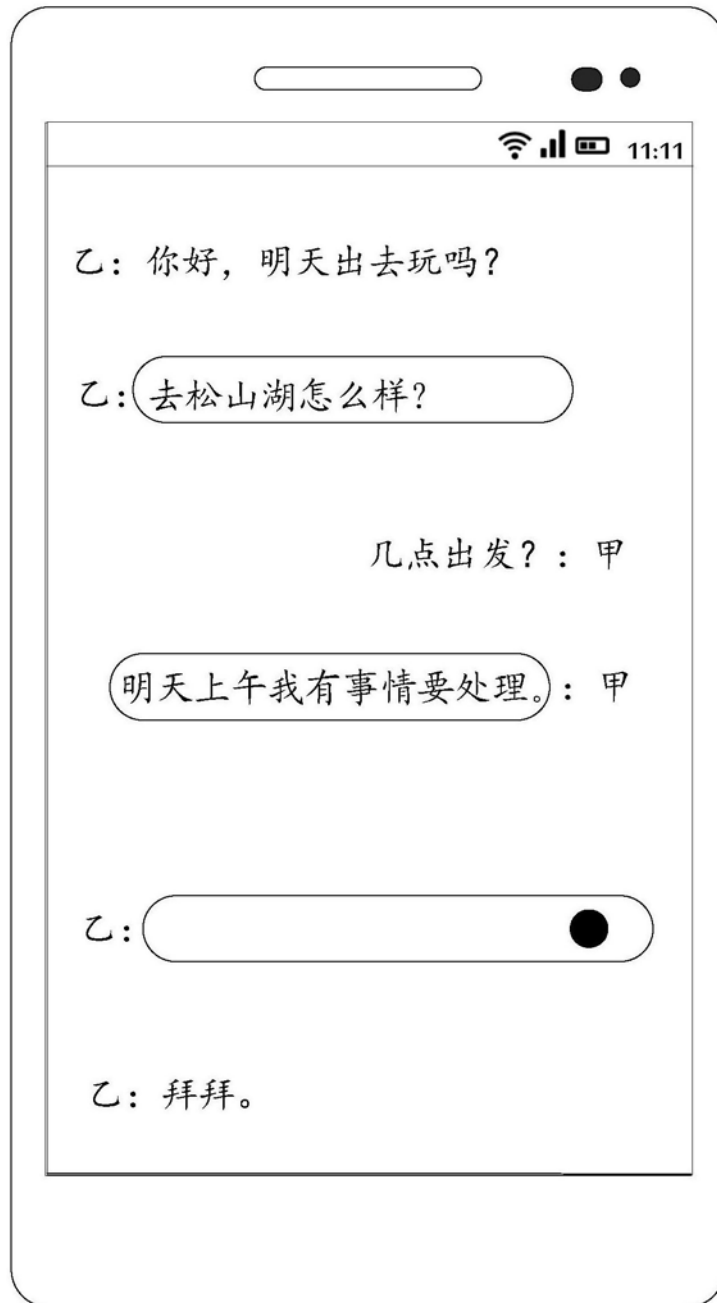 11:11
乙：你好，明天出去玩吗？
乙：去松山湖怎么样？
几点出发？：甲
明天上午我有事情要处理。：甲
乙：
乙：拜拜。